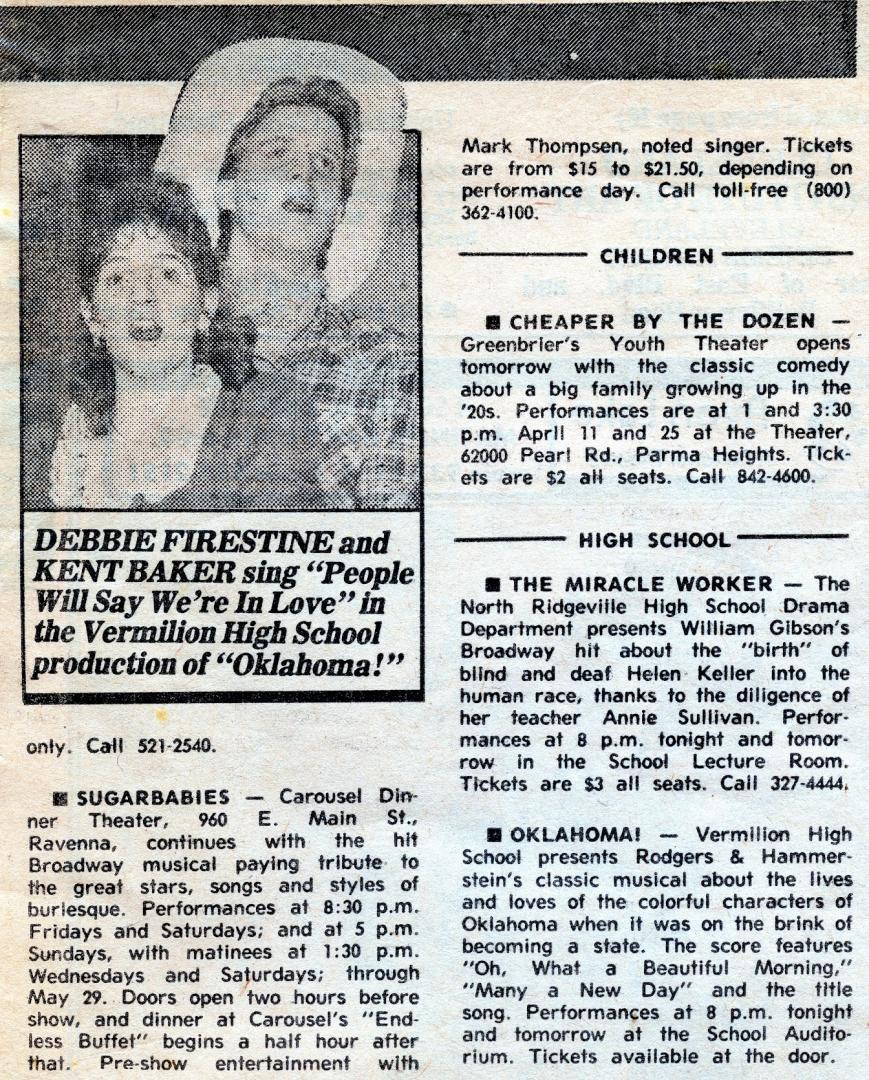 DEBBIE FIRESTINE and
KENT BAKER sing “People
Will Say We’re In Love” in
the Vermilion High School
production of “Oklahoma!”
only. Call 521-2540.
■ SUGARBABIES — Carousel Din-
ner Theater, 960 E. Main St.,
Ravenna, continues with the hit
Broadway musical paying tribute to
the great stars, songs and styles of
burlesque. Performances at 8:30 p.m.
Fridays and Saturdays; and at 5 p.m.
Sundays, with matinees at 1:30 p.m.
Wednesdays and Saturdays; through
May 29. Doors open two hours before
show, and dinner at Carousel's "End-
less Buffet" begins a half hour after
that. Pre-show entertainment with
Mark Thompsen, noted singer. Tickets
are from $15 to $21.50, depending on
performance day. Call toll-free (800)
362-4100.
CHILDREN
■ CHEAPER BY THE DOZEN —
Greenbrier's Youth Theater opens
tomorrow with the classic comedy
about a big family growing up in the
'20s. Performances are at 1 and 3:30
p.m. April 11 and 25 at the Theater,
62000 Pearl Rd., Parma Heights. Tick-
ets are $2 all seats. Call 842-4600.
HIGH SCHOOL
■ THE MIRACLE WORKER — The
North Ridgeville High School Drama
Department presents William Gibson's
Broadway hit about the "birth" of
blind and deaf Helen Keller into the
human race, thanks to the diligence of
her teacher Annie Sullivan. Perfor-
mances at 8 p.m. tonight and tomor-
row in the School Lecture Room.
Tickets are $3 all seats. Call 327-4444.
■ OKLAHOMA! — Vermilion High
School presents Rodgers & Hammer-
stein's classic musical about the lives
and loves of the colorful characters of
Oklahoma when it was on the brink of
becoming a state. The score features
"Oh, What a Beautiful Morning,"
"Many a New Day" and the title
song. Performances at 8 p.m. tonight
and tomorrow at the School Audito-
rium. Tickets available at the door.